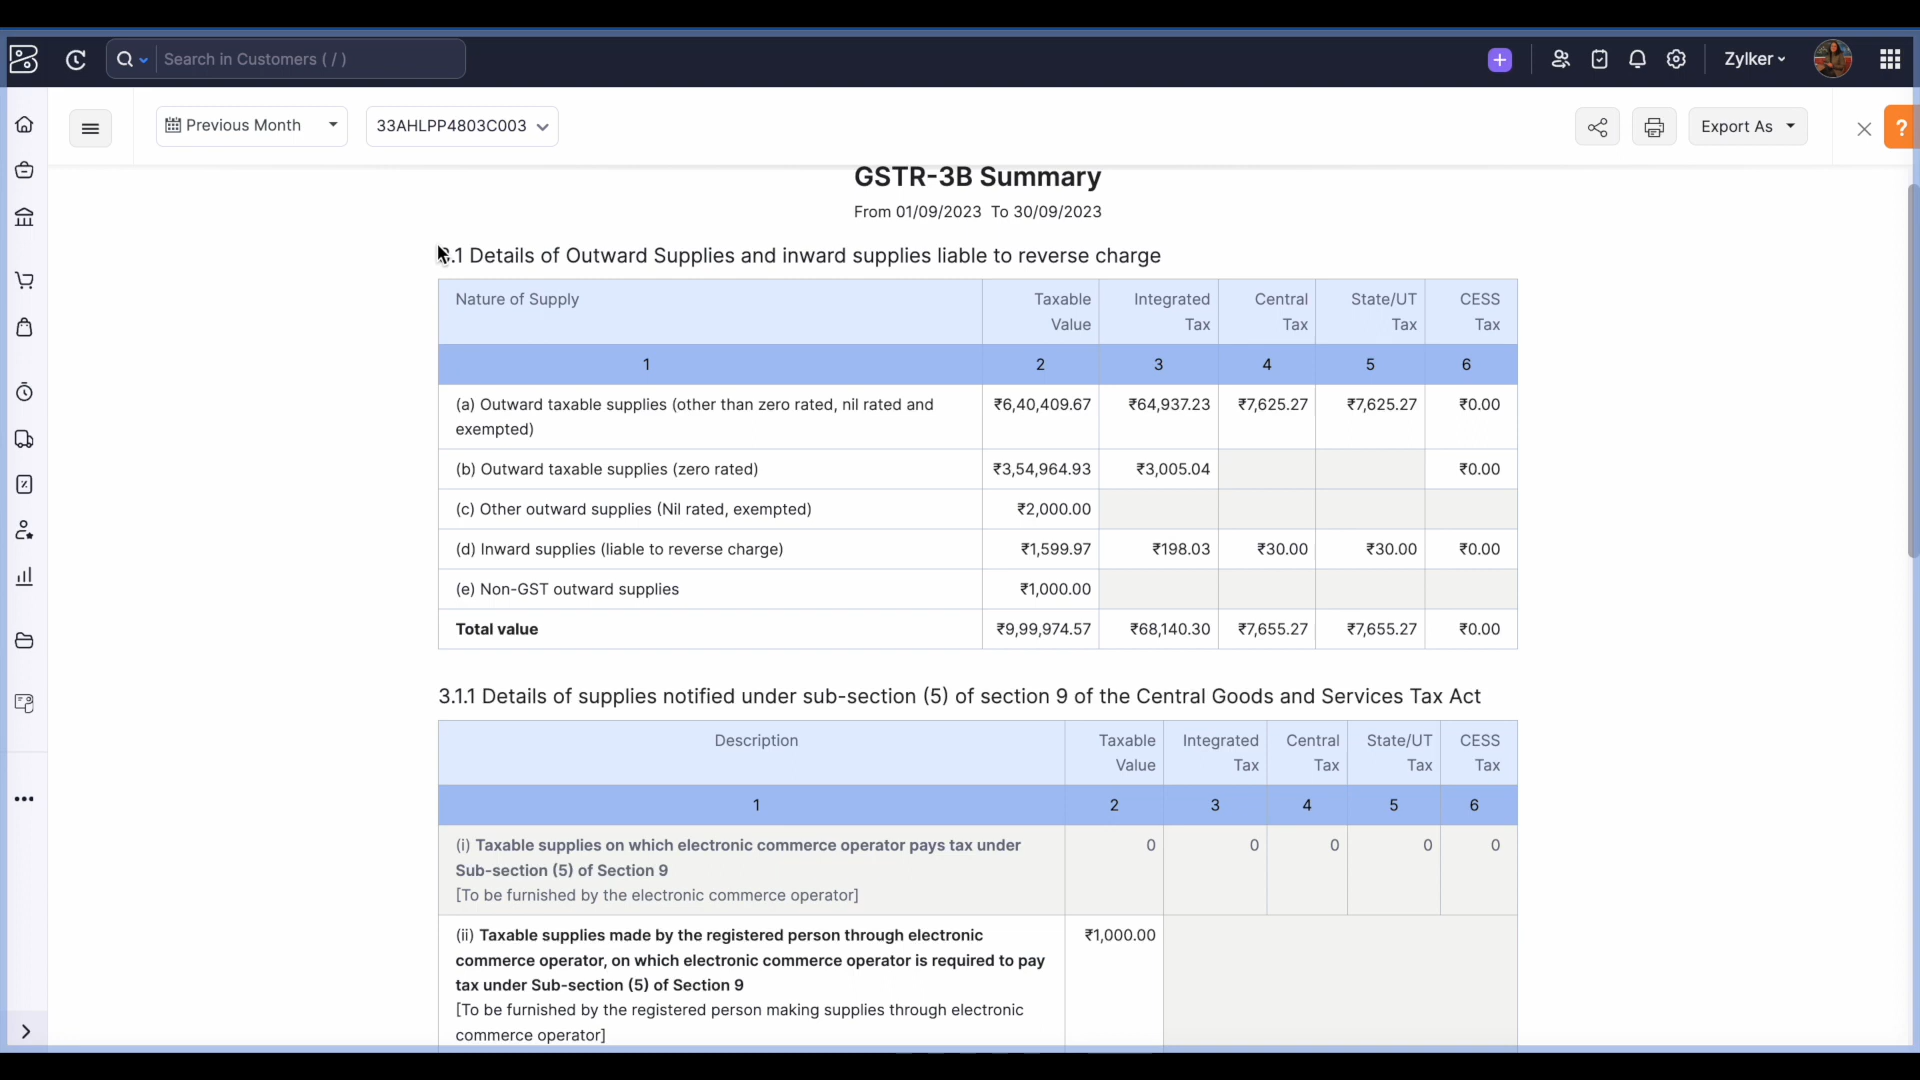 Search in Customers ( / )
Zylker
Previous Month
33AHLPP4803C003
Export As
?
GSTR-3B Summary
From 01/09/2023 To 30/09/2023
.1 Details of Outward Supplies and inward supplies liable to reverse charge
Nature of Supply Taxable Value Integrated Tax Central Tax State/UT Tax CESS Tax
1 2 3 4 5 6
(a) Outward taxable supplies (other than zero rated, nil rated and exempted) ₹6,40,409.67 ₹64,937.23 ₹7,625.27 ₹7,625.27 ₹0.00
(b) Outward taxable supplies (zero rated) ₹3,54,964.93 ₹3,005.04 ₹0.00
(c) Other outward supplies (Nil rated, exempted) ₹2,000.00
(d) Inward supplies (liable to reverse charge) ₹1,599.97 ₹198.03 ₹30.00 ₹30.00 ₹0.00
(e) Non-GST outward supplies ₹1,000.00
Total value ₹9,99,974.57 ₹68,140.30 ₹7,655.27 ₹7,655.27 ₹0.00
3.1.1 Details of supplies notified under sub-section (5) of section 9 of the Central Goods and Services Tax Act
Description Taxable Value Integrated Tax Central Tax State/UT Tax CESS Tax
1 2 3 4 5 6
(i) Taxable supplies on which electronic commerce operator pays tax under 0 0 0 0 0
Sub-section (5) of Section 9
[To be furnished by the electronic commerce operator]
(ii) Taxable supplies made by the registered person through electronic ₹1,000.00
commerce operator, on which electronic commerce operator is required to pay
tax under Sub-section (5) of Section 9
[To be furnished by the registered person making supplies through electronic
commerce operator]